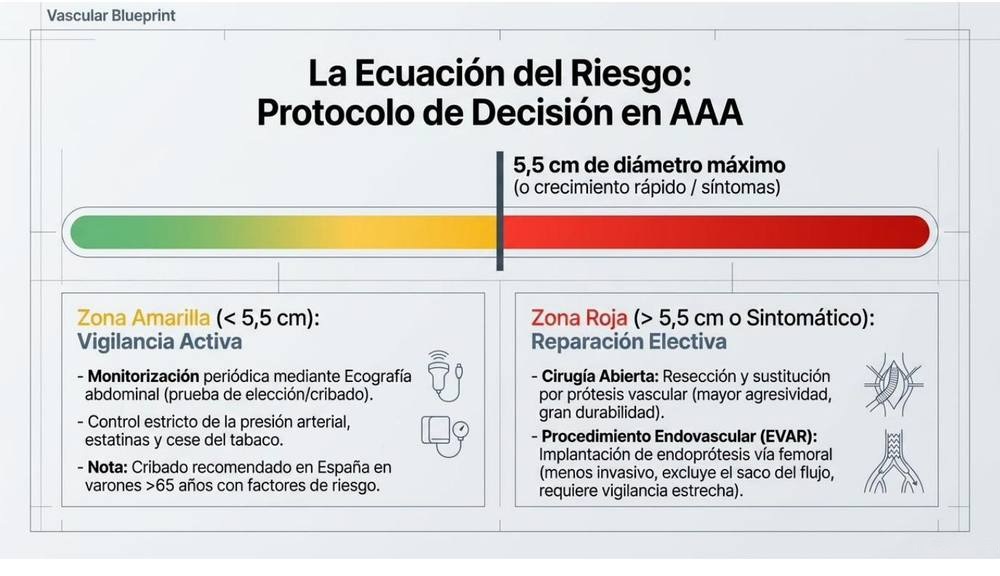 Vascular Blueprint
La Ecuación del Riesgo:
Protocolo de Decisión en AAA
5,5 cm de diámetro máximo
(o crecimiento rápido / síntomas)
Zona Amarilla (< 5,5 cm):
Vigilancia Activa
- Monitorización periódica mediante Ecografía
abdominal (prueba de elección/cribado).
- Control estricto de la presión arterial,
estatinas y cese del tabaco.
- Nota: Cribado recomendado en España en
varones >65 años con factores de riesgo.
Zona Roja (> 5,5 cm o Sintomático):
Reparación Electiva
- Cirugía Abierta: Resección y sustitución
por prótesis vascular (mayor agresividad,
gran durabilidad).
- Procedimiento Endovascular (EVAR):
Implantación de endoprótesis vía femoral
(menos invasivo, excluye el saco del flujo,
requiere vigilancia estrecha).